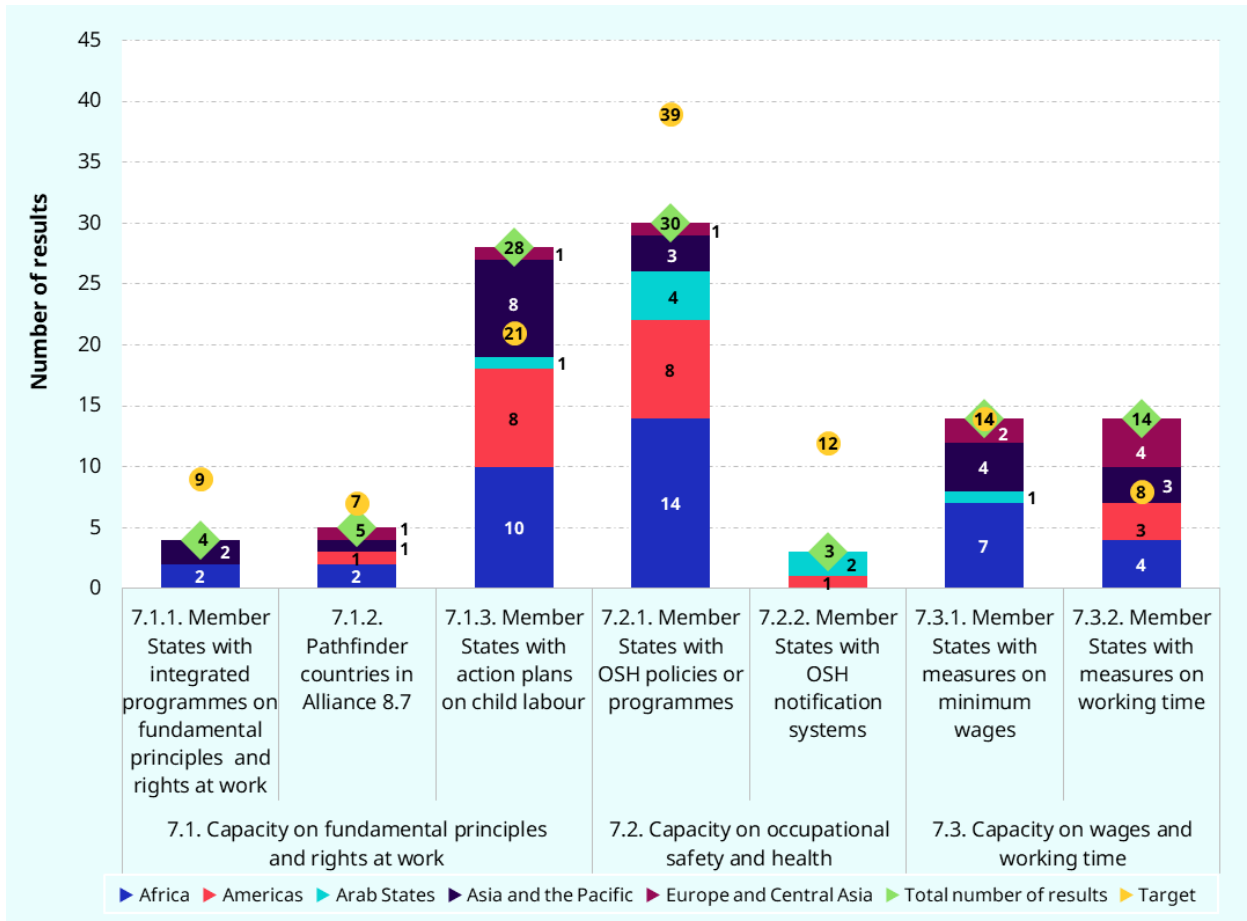 Number of results
45
40
35
30
25
20
15
10
5
0
9
4
2
2
7
5
1
1
1
2
28
1
8
21
1
8
10
39
30
1
3
4
8
14
12
3
2
1
14
2
4
1
7
14
4
3
8
3
4
7.1.1. Member
States with
integrated
programmes on
fundamental
principles and
rights at work
7.1.2.
Pathfinder
countries in
Alliance 8.7
7.1.3. Member
States with
action plans
on child labour
7.2.1. Member
States with
OSH policies or
programmes
7.2.2. Member
States with
OSH
notification
systems
7.3.1. Member
States with
measures on
minimum
wages
7.3.2. Member
States with
measures on
working time
7.1. Capacity on fundamental principles
and rights at work
7.2. Capacity on occupational
safety and health
7.3. Capacity on wages and
working time
Africa
Americas
Arab States
Asia and the Pacific
Europe and Central Asia
Total number of results
Target